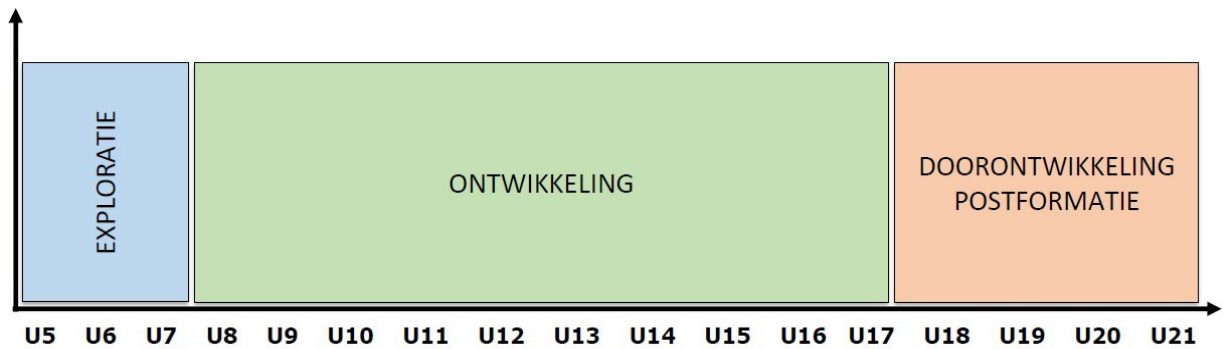 EXPLORATIE
ONTWIKKELING
DOORONTWIKKELING
POSTFORMATIE
U5 U6 U7 U8 U9 U10 U11 U12 U13 U14 U15 U16 U17 U18 U19 U20 U21